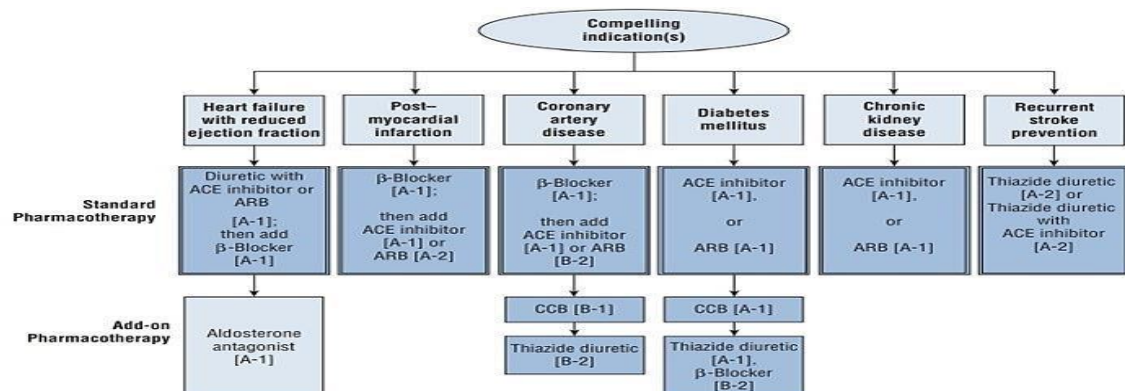 Compelling
indication(s)
Heart failure
with reduced
ejection fraction
Post–
myocardial
infarction
Coronary
artery
disease
Diabetes
mellitus
Chronic
kidney
disease
Recurrent
stroke
prevention
Standard
Pharmacotherapy
Diuretic with
ACE inhibitor or
ARB
[A-1];
then add
β-Blocker
[A-1]
β-Blocker
[A-1];
then add
ACE inhibitor
[A-1] or
ARB [A-2]
β-Blocker
[A-1];
then add
ACE inhibitor
[A-1] or ARB
[B-2]
ACE inhibitor
[A-1],
or
ARB [A-1]
ACE inhibitor
[A-1],
or
ARB [A-1]
Thiazide diuretic
[A-2] or
Thiazide diuretic
with
ACE inhibitor
[A-2]
Add-on
Pharmacotherapy
Aldosterone
antagonist
[A-1]
CCB [B-1]
Thiazide diuretic
[B-2]
CCB [A-1]
Thiazide diuretic
[A-1],
β-Blocker
[B-2]